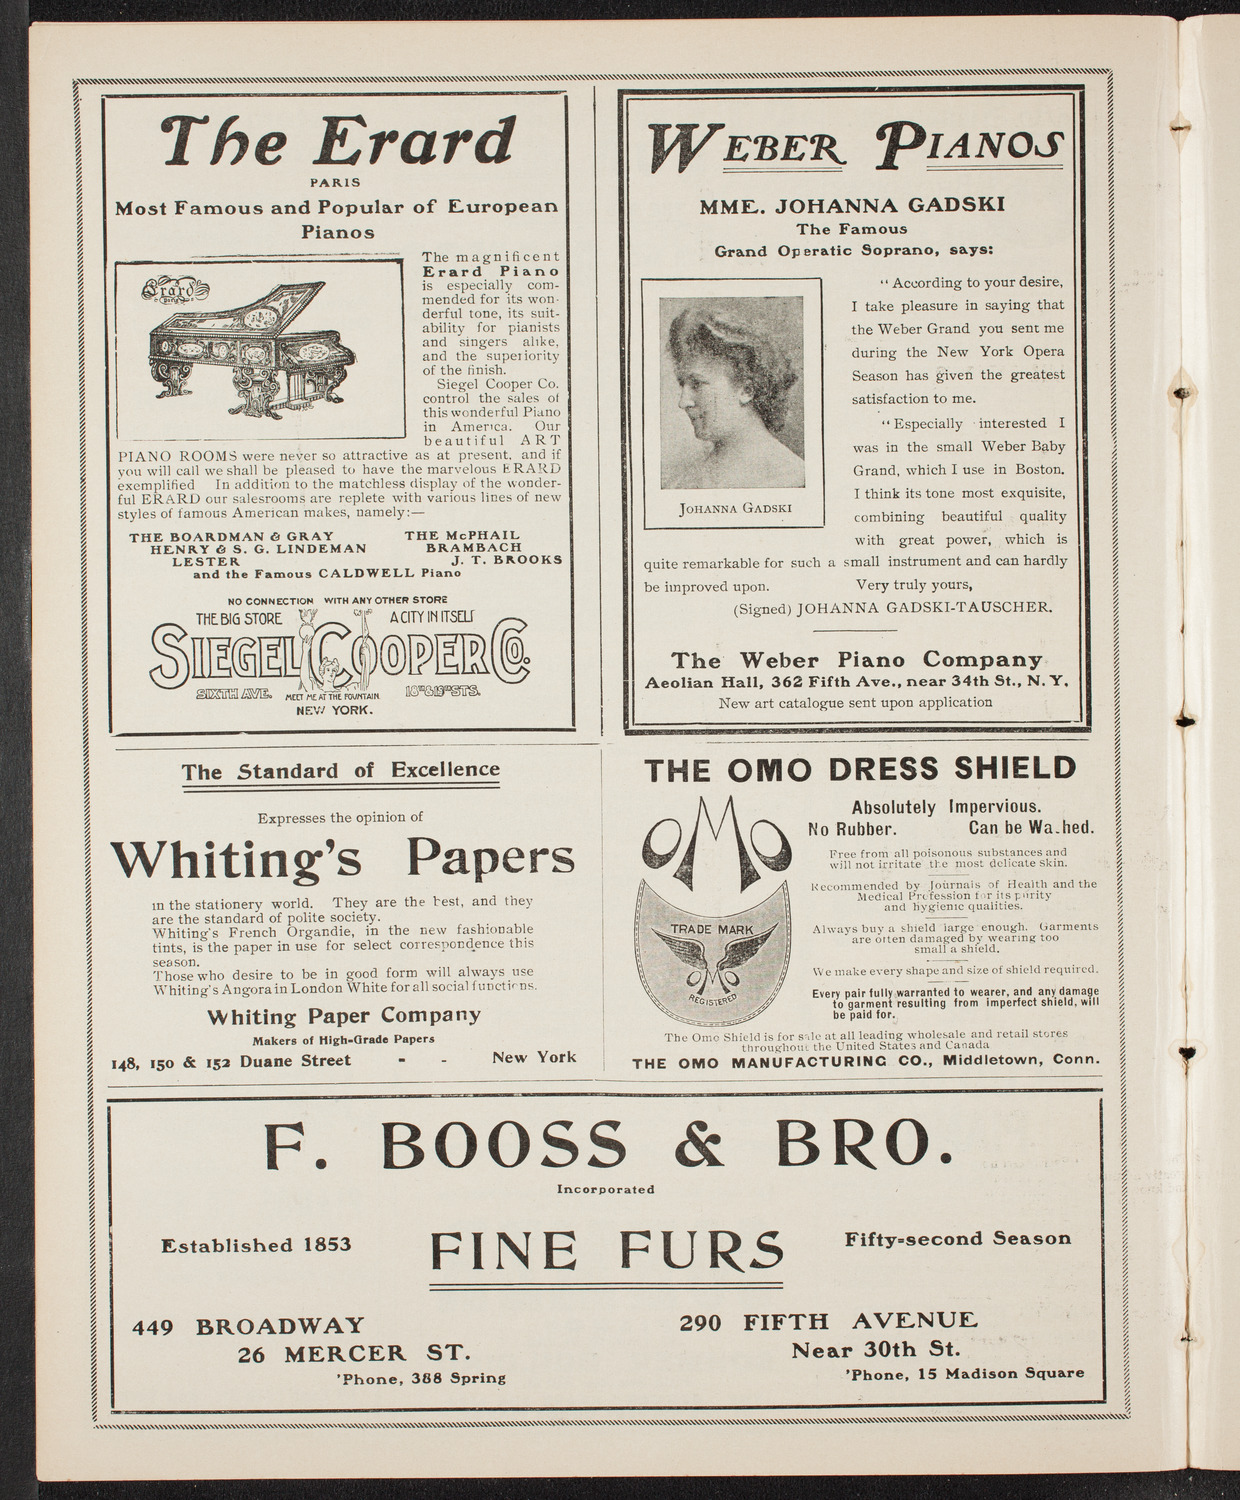 The Erard
PARIS
Most Famous and Popular of European
Pianos
Erard
Paris
The magnificent
Erard Piano
is especially com-
mended for its won-
derful tone, its suit-
ability for pianists
and singers alike,
and the superiority
of the finish.
Siegel Cooper Co.
control the sales of
this wonderful Piano
in America. Our
beautiful ART
PIANO ROOMS were never so attractive as at present, and if
you will call we shall be pleased to have the marvelous ERARD
exemplified In addition to the matchless display of the wonder-
ful ERARD our salesrooms are replete with various lines of new
styles of famous American makes, namely:—
THE BOARDMAN & GRAY THE McPHAIL
HENRY & S. G. LINDEMAN BRAMBACH
LESTER J. T. BROOKS
and the Famous CALDWELL Piano
NO CONNECTION WITH ANY OTHER STORE
THE BIG STORE A CITY IN ITSELF
SIEGEL COOPER CO.
SIXTH AVE. MEET ME AT THE FOUNTAIN 18TH & 19TH STS.
NEW YORK.
WEBER PIANOS
MME. JOHANNA GADSKI
The Famous
Grand Operatic Soprano, says:
JOHANNA GADSKI
"According to your desire,
I take pleasure in saying that
the Weber Grand you sent me
during the New York Opera
Season has given the greatest
satisfaction to me.
"Especially interested I
was in the small Weber Baby
Grand, which I use in Boston.
I think its tone most exquisite,
combining beautiful quality
with great power, which is
quite remarkable for such a small instrument and can hardly
be improved upon. Very truly yours,
(Signed) JOHANNA GADSKI-TAUSCHER.
The Weber Piano Company
Aeolian Hall, 362 Fifth Ave., near 34th St., N. Y.
New art catalogue sent upon application
The Standard of Excellence
Expresses the opinion of
Whiting's Papers
in the stationery world. They are the best, and they
are the standard of polite society.
Whiting's French Organdie, in the new fashionable
tints, is the paper in use for select correspondence this
season.
Those who desire to be in good form will always use
Whiting's Angora in London White for all social functions.
Whiting Paper Company
Makers of High-Grade Papers
148, 150 & 152 Duane Street - - New York
THE OMO DRESS SHIELD
OMO
TRADE MARK
OMO
REGISTERED
Absolutely Impervious.
No Rubber. Can be Washed.
Free from all poisonous substances and
will not irritate the most delicate skin.
Recommended by Journals of Health and the
Medical Profession for its purity
and hygienic qualities.
Always buy a shield large enough. Garments
are often damaged by wearing too
small a shield.
We make every shape and size of shield required.
Every pair fully warranted to wearer, and any damage
to garment resulting from imperfect shield, will
be paid for.
The Omo Shield is for sale at all leading wholesale and retail stores
throughout the United States and Canada
THE OMO MANUFACTURING CO., Middletown, Conn.
F. BOOSS & BRO.
Incorporated
Established 1853 FINE FURS Fifty-second Season
449 BROADWAY
26 MERCER ST.
'Phone, 388 Spring
290 FIFTH AVENUE
Near 30th St.
'Phone, 15 Madison Square